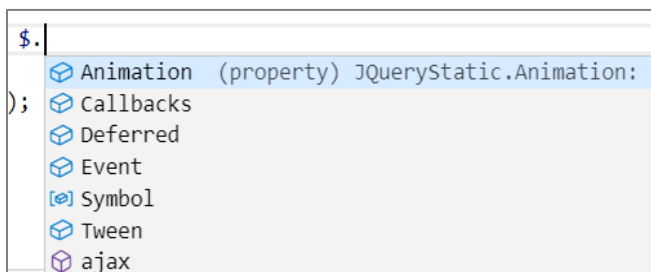 $.
Animation (property) JQueryStatic.Animation:
); Callbacks
Deferred
Event
Symbol
Tween
ajax